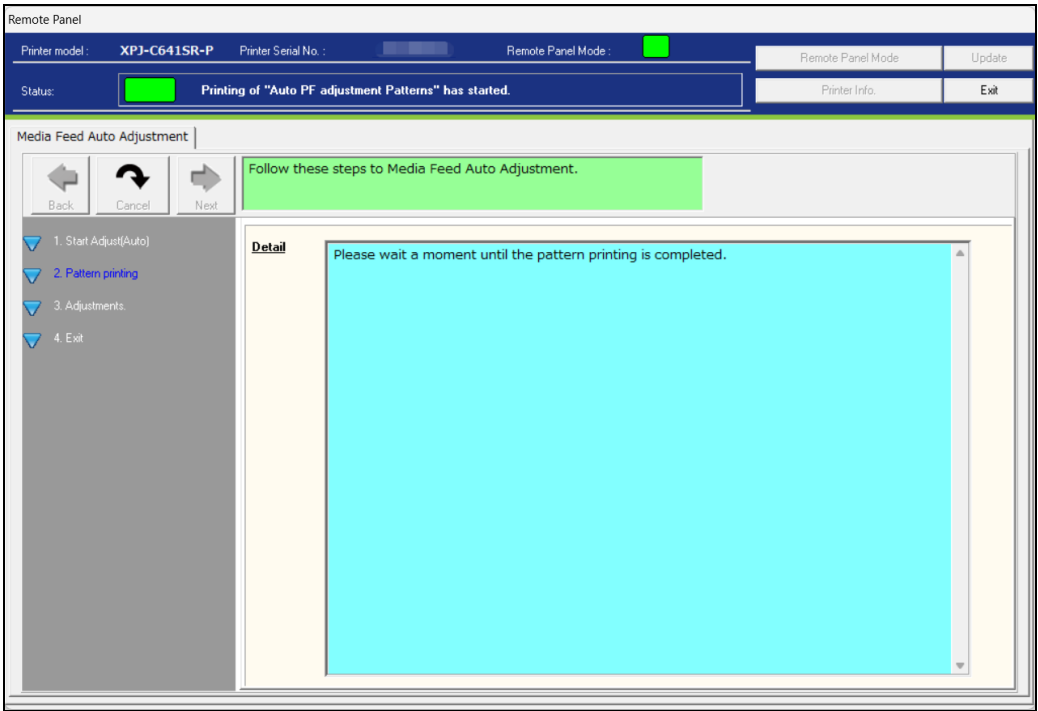 Remote Panel
Printer model : XPJ-C641SR-P Printer Serial No. : Remote Panel Mode : Remote Panel Mode Update
Status: Printing of "Auto PF adjustment Patterns" has started. Printer Info. Exit
Media Feed Auto Adjustment
Back Cancel Next
Follow these steps to Media Feed Auto Adjustment.
1. Start Adjust(Auto)
2. Pattern printing
3. Adjustments.
4. Exit
Detail
Please wait a moment until the pattern printing is completed.